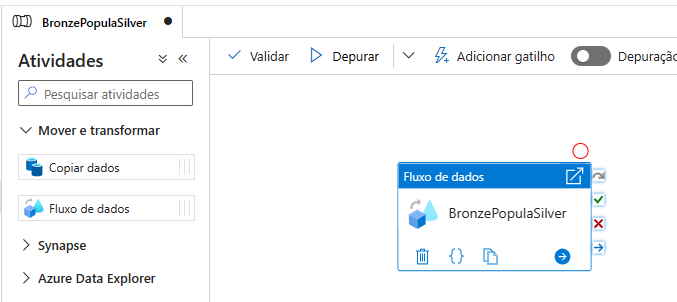 BronzePopulaSilver
Atividades
Validar
Depurar
Adicionar gatilho
Depuração
Pesquisar atividades
Mover e transformar
Copiar dados
Fluxo de dados
Synapse
Azure Data Explorer
Fluxo de dados
BronzePopulaSilver